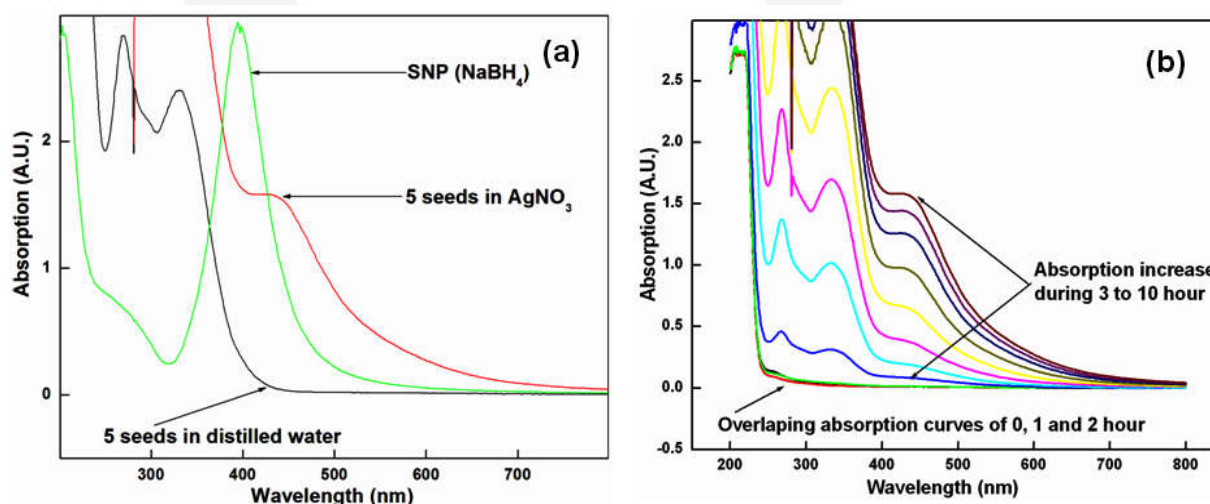 (a)
SNP (NaBH₄)
5 seeds in AgNO₃
5 seeds in distilled water
Absorption (A.U.)
2
1
0
300 400 500 600 700
Wavelength (nm)
(b)
Absorption increase
during 3 to 10 hour
Overlaping absorption curves of 0, 1 and 2 hour
Absorption (A.U.)
2.5
2.0
1.5
1.0
0.5
0.0
-0.5
200 300 400 500 600 700 800
Wavelength (nm)